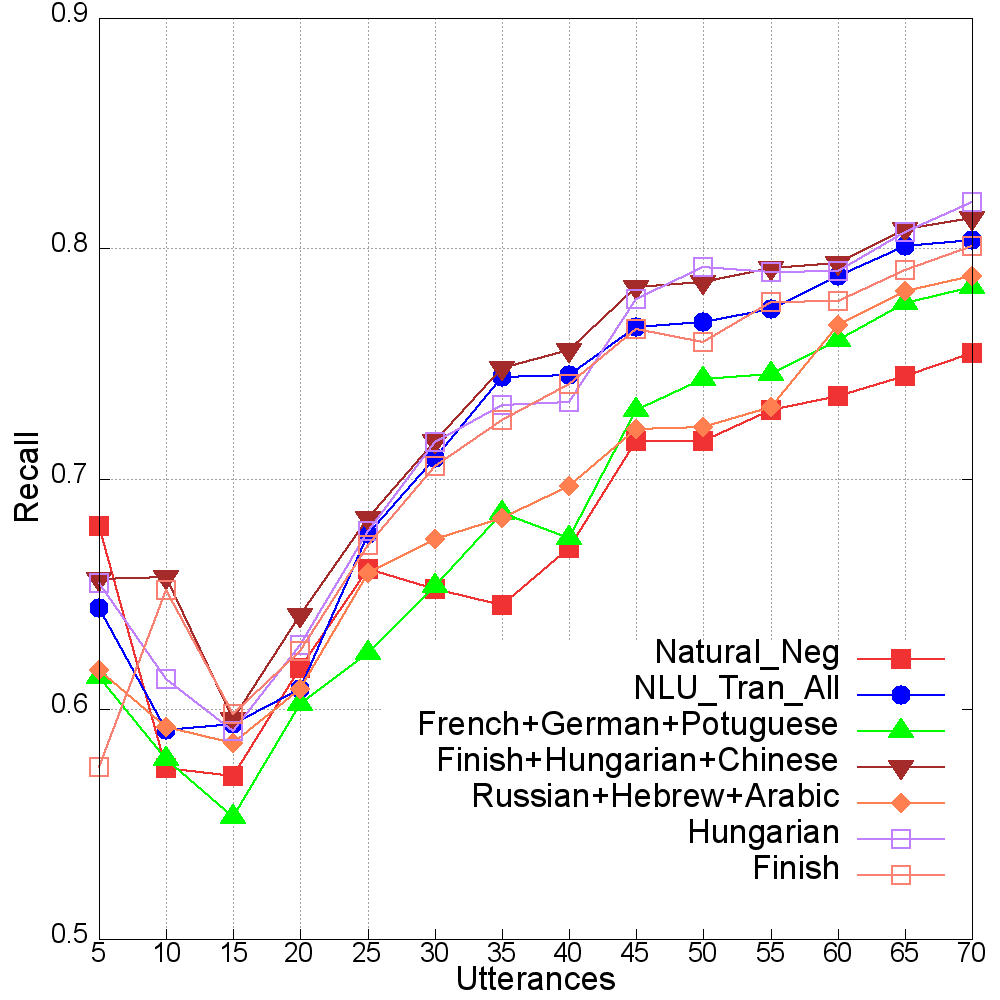 0.9
0.8
0.7
0.6
0.5
Recall
Natural_Neg
NLU_Tran_All
French+German+Potuguese
Finish+Hungarian+Chinese
Russian+Hebrew+Arabic
Hungarian
Finish
5 10 15 20 25 30 35 40 45 50 55 60 65 70
Utterances